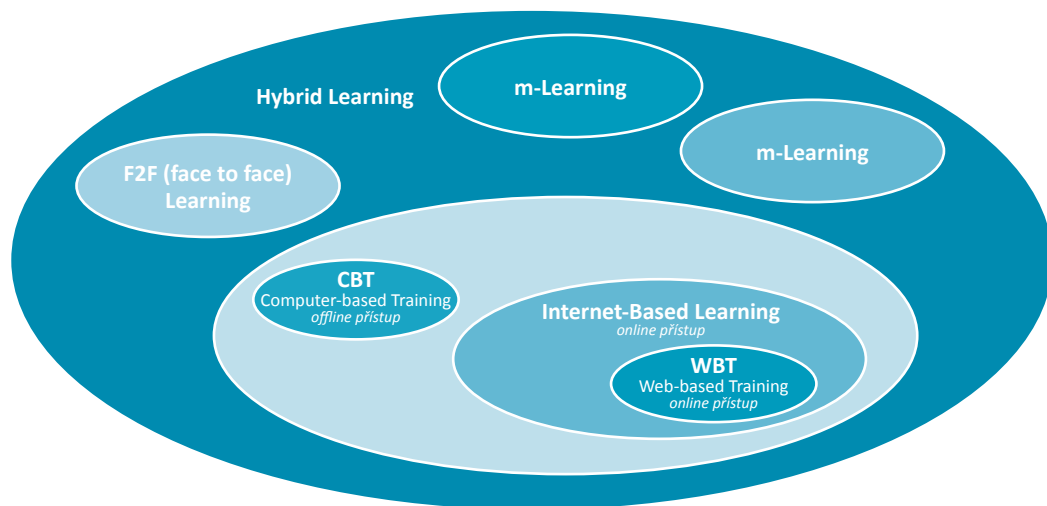 Hybrid Learning
m-Learning
m-Learning
F2F (face to face)
Learning
CBT
Computer-based Training
offline přístup
Internet-Based Learning
online přístup
WBT
Web-based Training
online přístup